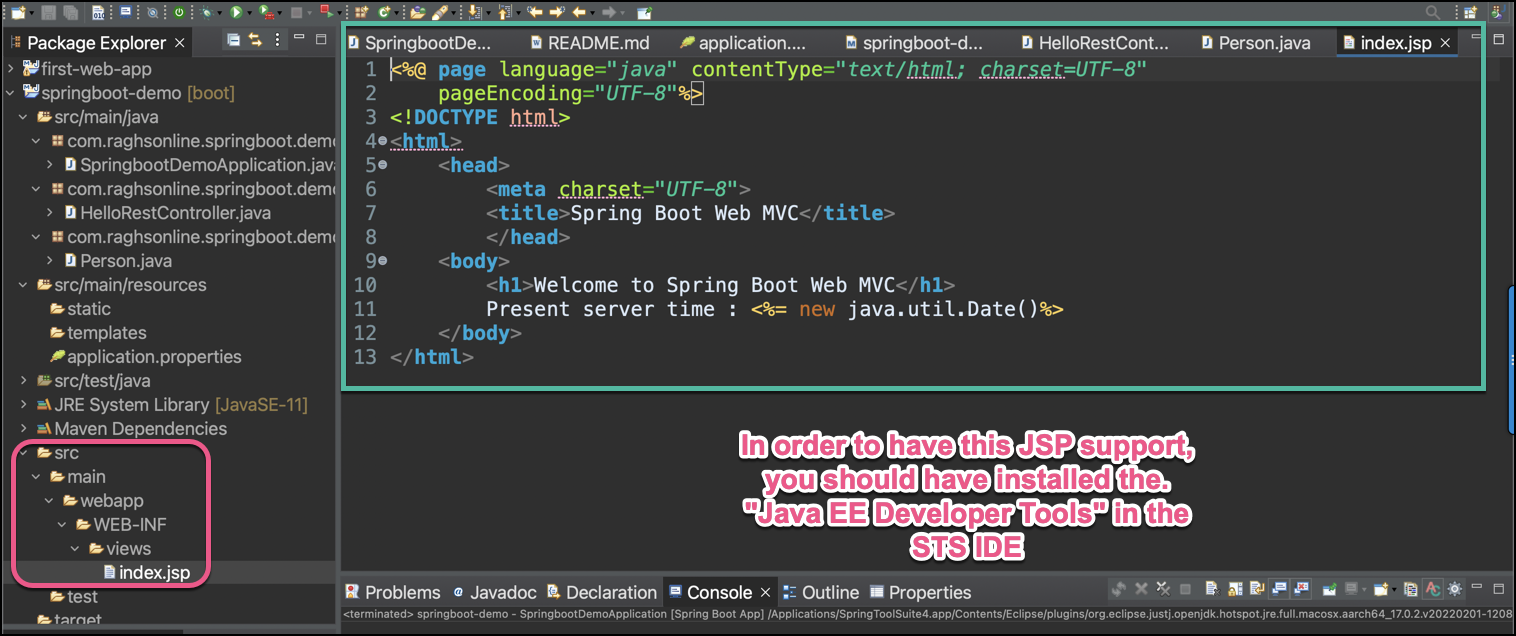 Package Explorer
first-web-app
springboot-demo [boot]
src/main/java
com.raghsonline.springboot.demo
SpringbootDemoApplication.java
com.raghsonline.springboot.demo
HelloRestController.java
com.raghsonline.springboot.demo
Person.java
src/main/resources
static
templates
application.properties
src/test/java
JRE System Library [JavaSE-11]
Maven Dependencies
src
main
webapp
WEB-INF
views
index.jsp
test
target
SpringbootDe... README.md application.... springboot-d... HelloRestCont... Person.java index.jsp
1 <%@ page language="java" contentType="text/html; charset=UTF-8"
2 pageEncoding="UTF-8"%>
3 <!DOCTYPE html>
4 <html>
5 <head>
6 <meta charset="UTF-8">
7 <title>Spring Boot Web MVC</title>
8 </head>
9 <body>
10 <h1>Welcome to Spring Boot Web MVC</h1>
11 Present server time : <%= new java.util.Date()%>
12 </body>
13 </html>
In order to have this JSP support,
you should have installed the.
"Java EE Developer Tools" in the
STS IDE
Problems Javadoc Declaration Console Outline Properties
<terminated> springboot-demo - SpringbootDemoApplication [Spring Boot App] /Applications/SpringToolSuite4.app/Contents/Eclipse/plugins/org.eclipse.justj.openjdk.hotspot.jre.full.macosx.aarch64_17.0.2.v20220201-1208